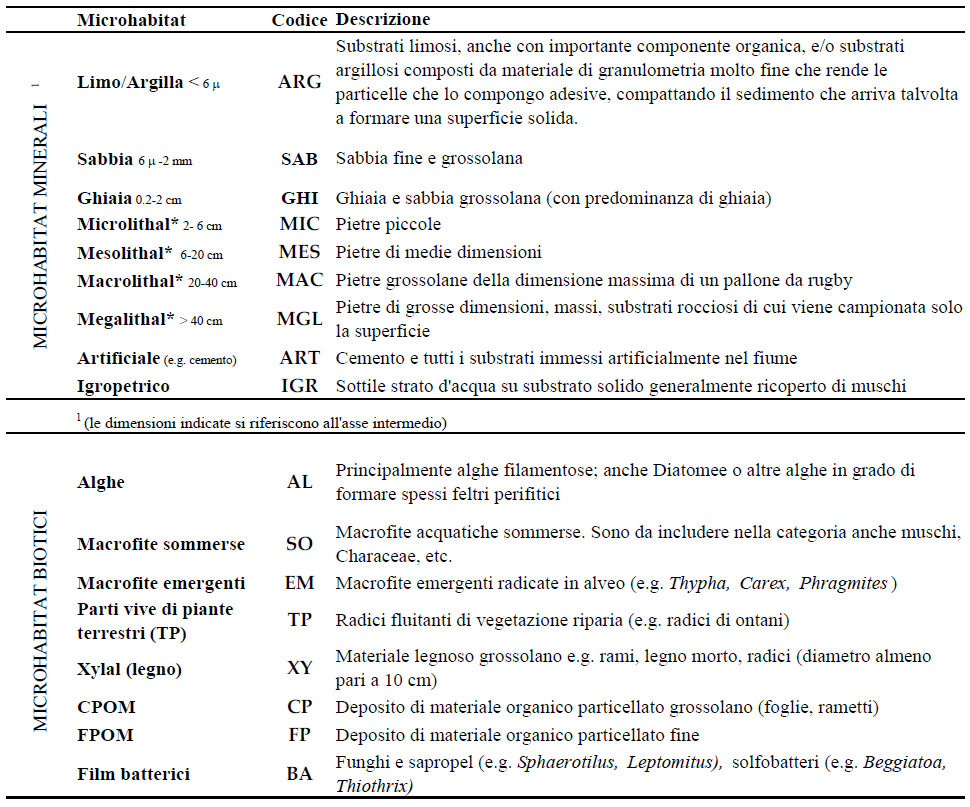 Microhabitat Codice Descrizione
MICROHABITAT MINERALI 1
Limo/Argilla < 6 μ ARG Substrati limosi, anche con importante componente organica, e/o substrati
argillosi composti da materiale di granulometria molto fine che rende le
particelle che lo compongo adesive, compattando il sedimento che arriva talvolta
a formare una superficie solida.
Sabbia 6 μ -2 mm SAB Sabbia fine e grossolana
Ghiaia 0.2-2 cm GHI Ghiaia e sabbia grossolana (con predominanza di ghiaia)
Microlithal* 2- 6 cm MIC Pietre piccole
Mesolithal* 6-20 cm MES Pietre di medie dimensioni
Macrolithal* 20-40 cm MAC Pietre grossolane della dimensione massima di un pallone da rugby
Megalithal* > 40 cm MGL Pietre di grosse dimensioni, massi, substrati rocciosi di cui viene campionata solo
la superficie
Artificiale (e.g. cemento) ART Cemento e tutti i substrati immessi artificialmente nel fiume
Igropetrico IGR Sottile strato d'acqua su substrato solido generalmente ricoperto di muschi
1 (le dimensioni indicate si riferiscono all'asse intermedio)
MICROHABITAT BIOTICI
Alghe AL Principalmente alghe filamentose; anche Diatomee o altre alghe in grado di
formare spessi feltri perifitici
Macrofite sommerse SO Macrofite acquatiche sommerse. Sono da includere nella categoria anche muschi,
Characeae, etc.
Macrofite emergenti EM Macrofite emergenti radicate in alveo (e.g. Thypha, Carex, Phragmites)
Parti vive di piante
terrestri (TP) TP Radici fluitanti di vegetazione riparia (e.g. radici di ontani)
Xylal (legno) XY Materiale legnoso grossolano e.g. rami, legno morto, radici (diametro almeno
pari a 10 cm)
CPOM CP Deposito di materiale organico particellato grossolano (foglie, rametti)
FPOM FP Deposito di materiale organico particellato fine
Film batterici BA Funghi e sapropel (e.g. Sphaerotilus, Leptomitus), solfobatteri (e.g. Beggiatoa,
Thiothrix)